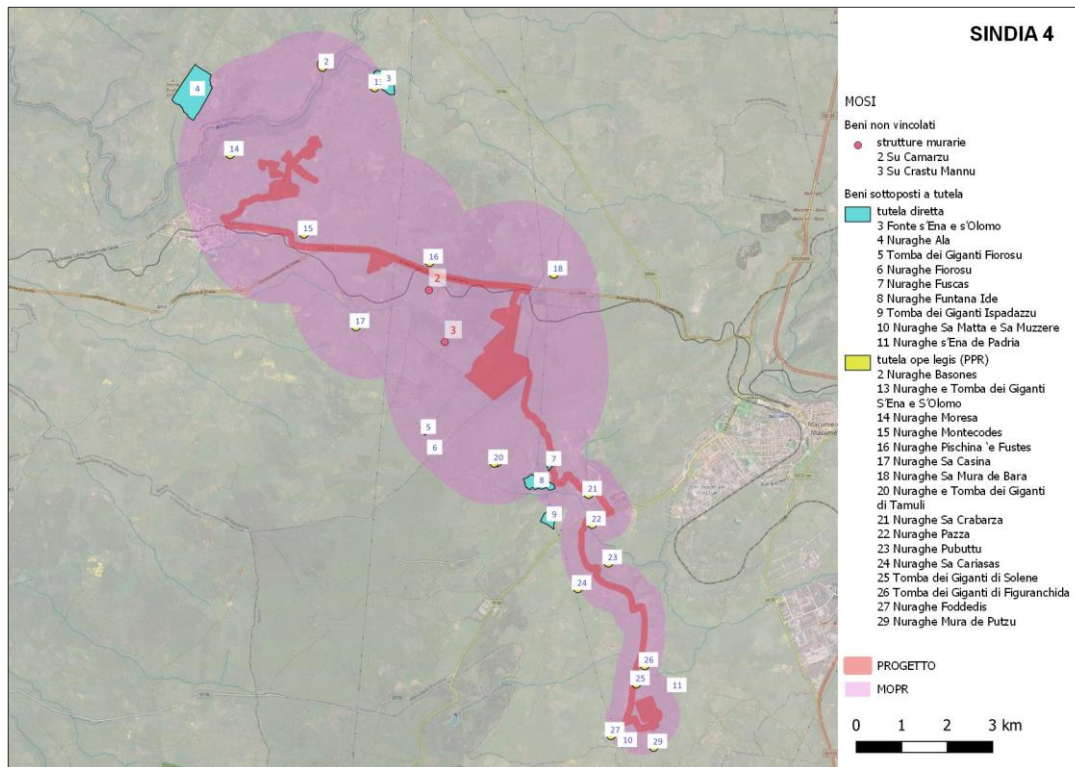 SINDIA 4
MOSI
Beni non vincolati
strutture murarie
2 Su Camarzu
3 Su Crastu Mannu
Beni sottoposti a tutela
tutela diretta
3 Fonte s'Ena e s'Olomo
4 Nuraghe Ala
5 Tomba dei Giganti Fiorosu
6 Nuraghe Fiorosu
7 Nuraghe Fuscas
8 Nuraghe Funtana Ide
9 Tomba dei Giganti Ispadazzu
10 Nuraghe Sa Matta e Sa Muzzere
11 Nuraghe s'Ena de Padria
tutela ope legis (PPR)
2 Nuraghe Basones
13 Nuraghe e Tomba dei Giganti
S'Ena e S'Olomo
14 Nuraghe Moresa
15 Nuraghe Montecodes
16 Nuraghe Pischina `e Fustes
17 Nuraghe Sa Casina
18 Nuraghe Sa Mura de Bara
20 Nuraghe e Tomba dei Giganti
di Tamuli
21 Nuraghe Sa Crabarza
22 Nuraghe Pazza
23 Nuraghe Pubuttu
24 Nuraghe Sa Cariasas
25 Tomba dei Giganti di Solene
26 Tomba dei Giganti di Figuranchida
27 Nuraghe Foddedis
29 Nuraghe Mura de Putzu
PROGETTO
MOPR
0 1 2 3 km
2
13
3
4
14
15
16
18
2
17
3
5
6
20
7
8
21
9
22
23
24
26
25
11
27
10
29